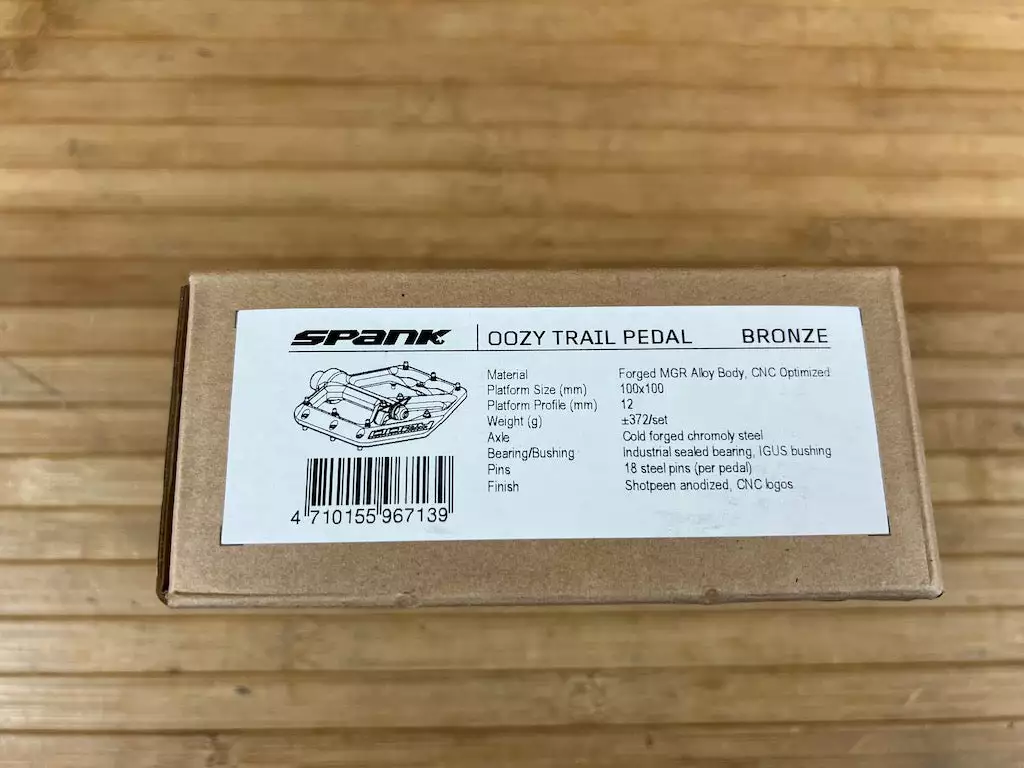 SPANK | OOZY TRAIL PEDAL BRONZE
Material Forged MGR Alloy Body, CNC Optimized
Platform Size (mm) 100x100
Platform Profile (mm) 12
Weight (g) ±372/set
Axle Cold forged chromoly steel
Bearing/Bushing Industrial sealed bearing, IGUS bushing
Pins 18 steel pins (per pedal)
Finish Shotpeen anodized, CNC logos
4 710155 967139